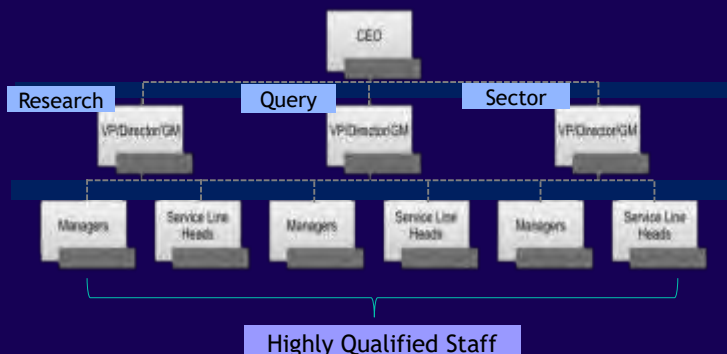 CEO
Research
Query
Sector
VP/Director/GM
VP/Director/GM
VP/Director/GM
Managers
Service Line
Heads
Managers
Service Line
Heads
Managers
Service Line
Heads
Highly Qualified Staff